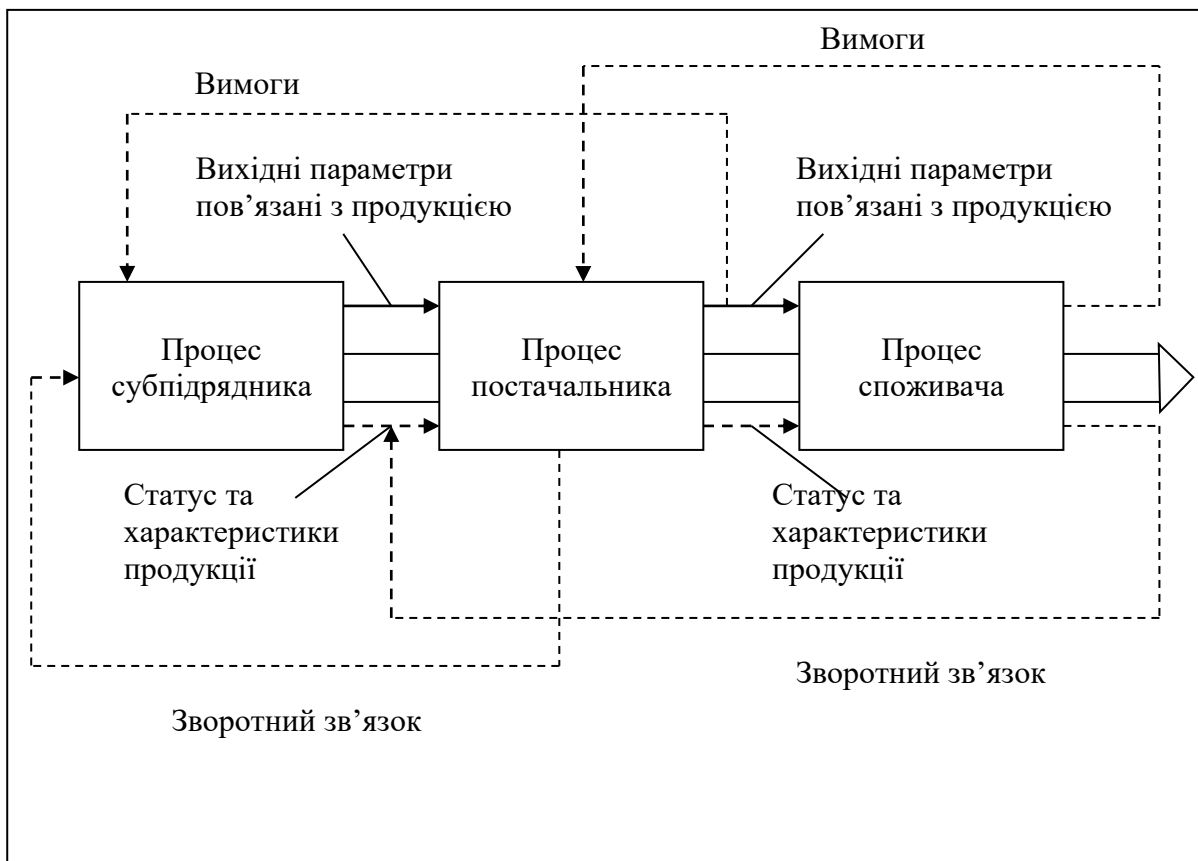 Вимоги
Вимоги
Вихідні параметри
пов’язані з продукцією
Вихідні параметри
пов’язані з продукцією
Процес
субпідрядника
Процес
постачальника
Процес
споживача
Статус та
характеристики
продукції
Статус та
характеристики
продукції
Зворотний зв’язок
Зворотний зв’язок